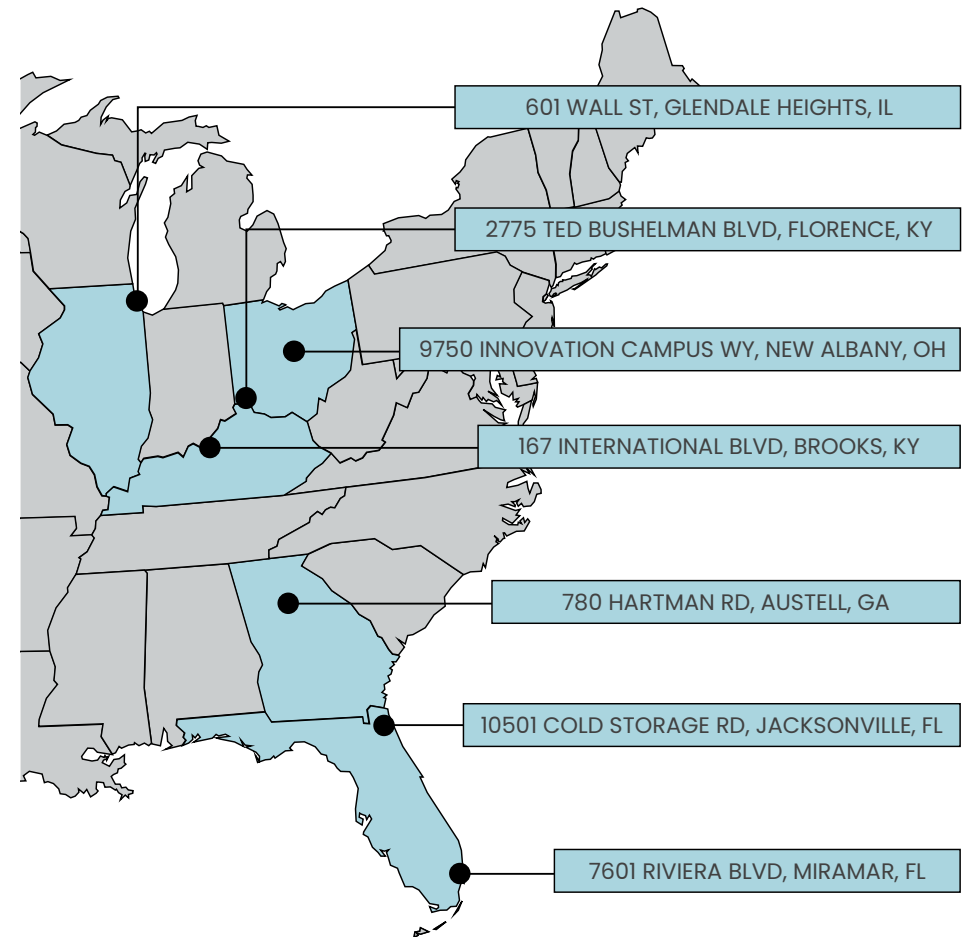 601 WALL ST, GLENDALE HEIGHTS, IL
2775 TED BUSHELMAN BLVD, FLORENCE, KY
9750 INNOVATION CAMPUS WY, NEW ALBANY, OH
167 INTERNATIONAL BLVD, BROOKS, KY
780 HARTMAN RD, AUSTELL, GA
10501 COLD STORAGE RD, JACKSONVILLE, FL
7601 RIVIERA BLVD, MIRAMAR, FL